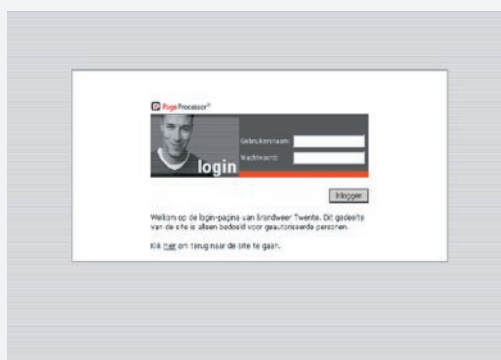 PageProcessor®
Gebruikersnaam:
login
Wachtwoord:
Inloggen
Welkom op de login-pagina van Brandweer Twente. Dit gedeelte
van de site is alleen bedoeld voor geautoriseerde personen.
Klik hier om terug naar de site te gaan.